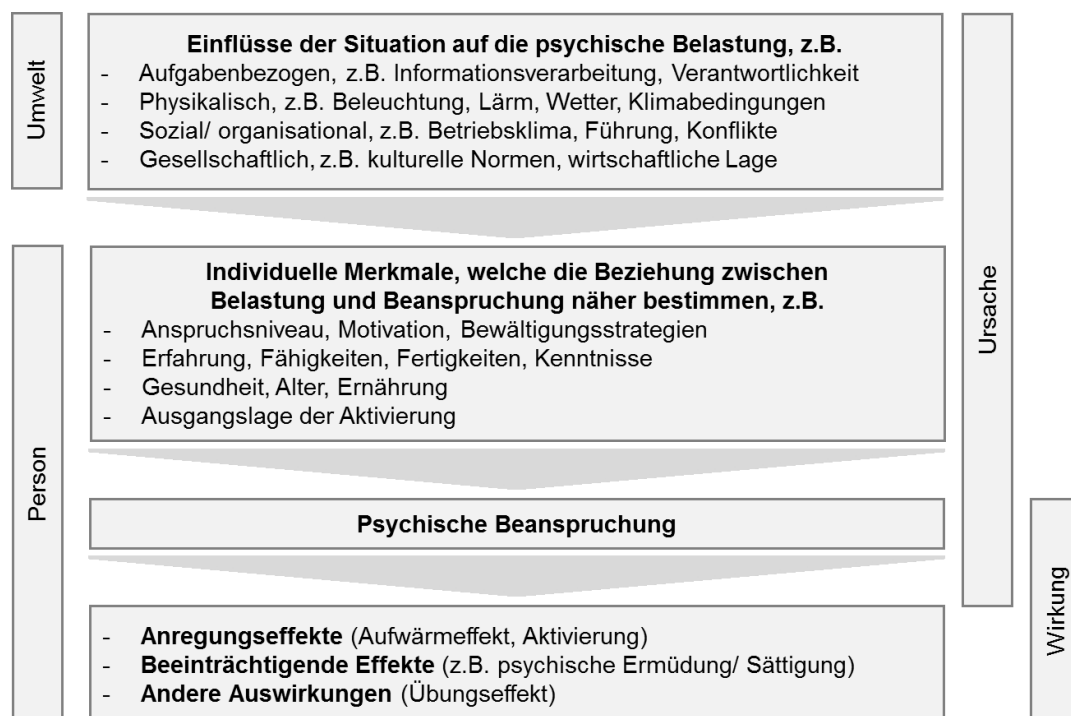 Umwelt
Einflüsse der Situation auf die psychische Belastung, z.B.
- Aufgabenbezogen, z.B. Informationsverarbeitung, Verantwortlichkeit
- Physikalisch, z.B. Beleuchtung, Lärm, Wetter, Klimabedingungen
- Sozial/ organisational, z.B. Betriebsklima, Führung, Konflikte
- Gesellschaftlich, z.B. kulturelle Normen, wirtschaftliche Lage
Ursache
Person
Individuelle Merkmale, welche die Beziehung zwischen
Belastung und Beanspruchung näher bestimmen, z.B.
- Anspruchsniveau, Motivation, Bewältigungsstrategien
- Erfahrung, Fähigkeiten, Fertigkeiten, Kenntnisse
- Gesundheit, Alter, Ernährung
- Ausgangslage der Aktivierung
Psychische Beanspruchung
Wirkung
- Anregungseffekte (Aufwärmeffekt, Aktivierung)
- Beeinträchtigende Effekte (z.B. psychische Ermüdung/ Sättigung)
- Andere Auswirkungen (Übungseffekt)